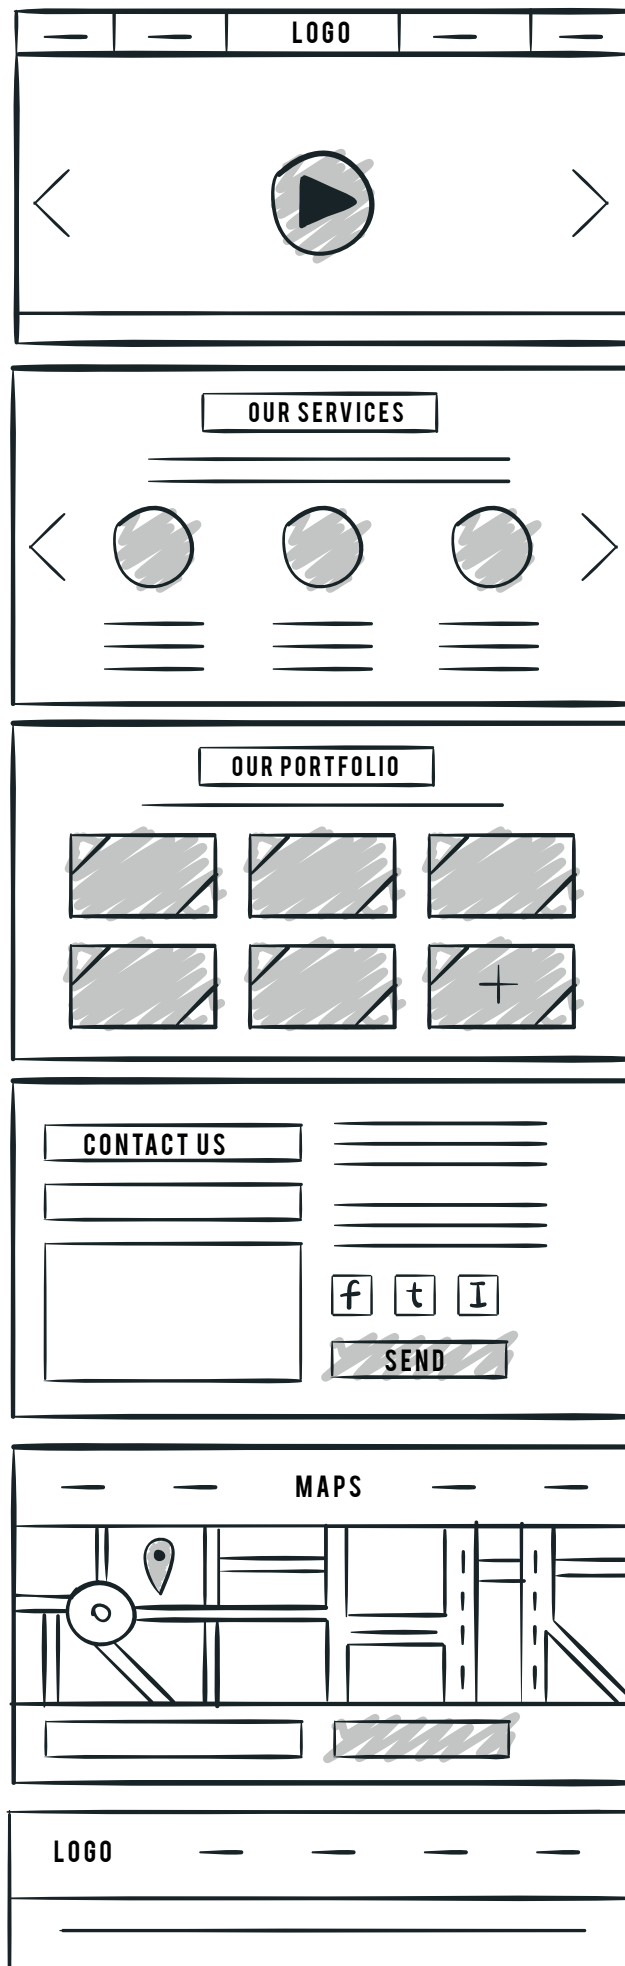 LOGO
OUR SERVICES
OUR PORTFOLIO
CONTACT US
f t I
SEND
MAPS
LOGO